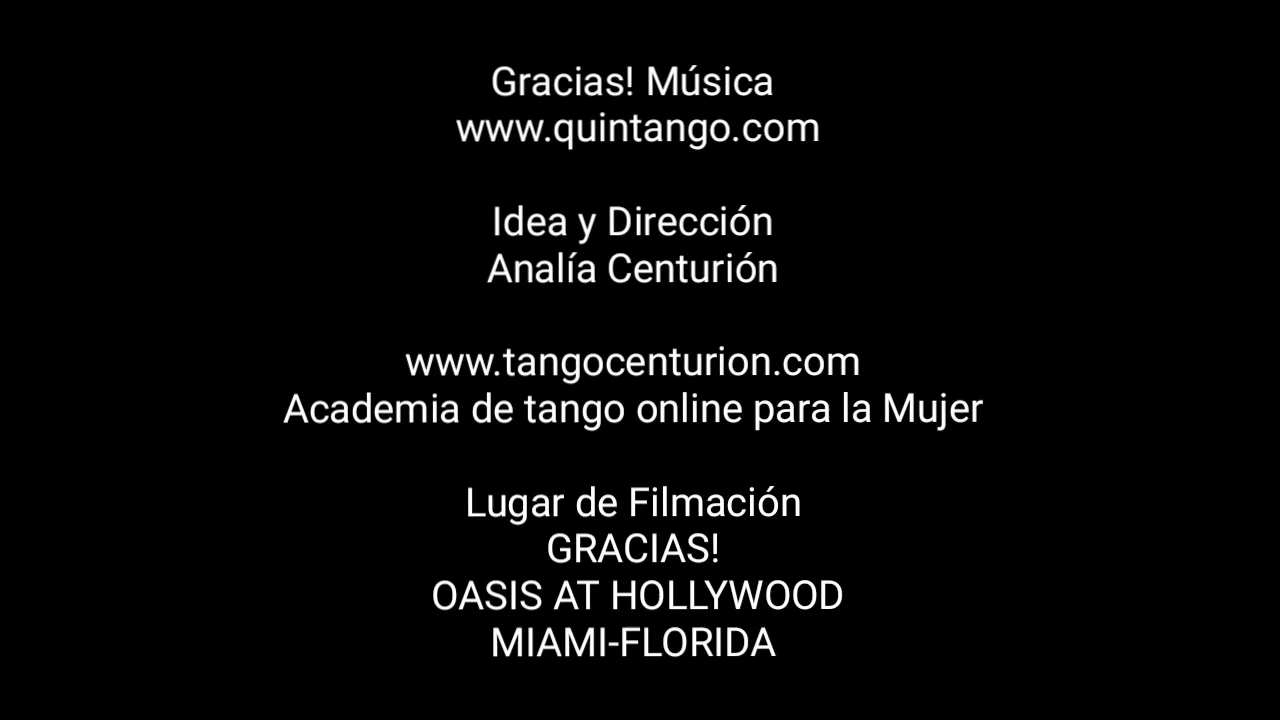 Gracias! Música
www.quintango.com
Idea y Dirección
Analía Centurión
www.tangocenturion.com
Academia de tango online para la Mujer
Lugar de Filmación
GRACIAS!
OASIS AT HOLLYWOOD
MIAMI-FLORIDA